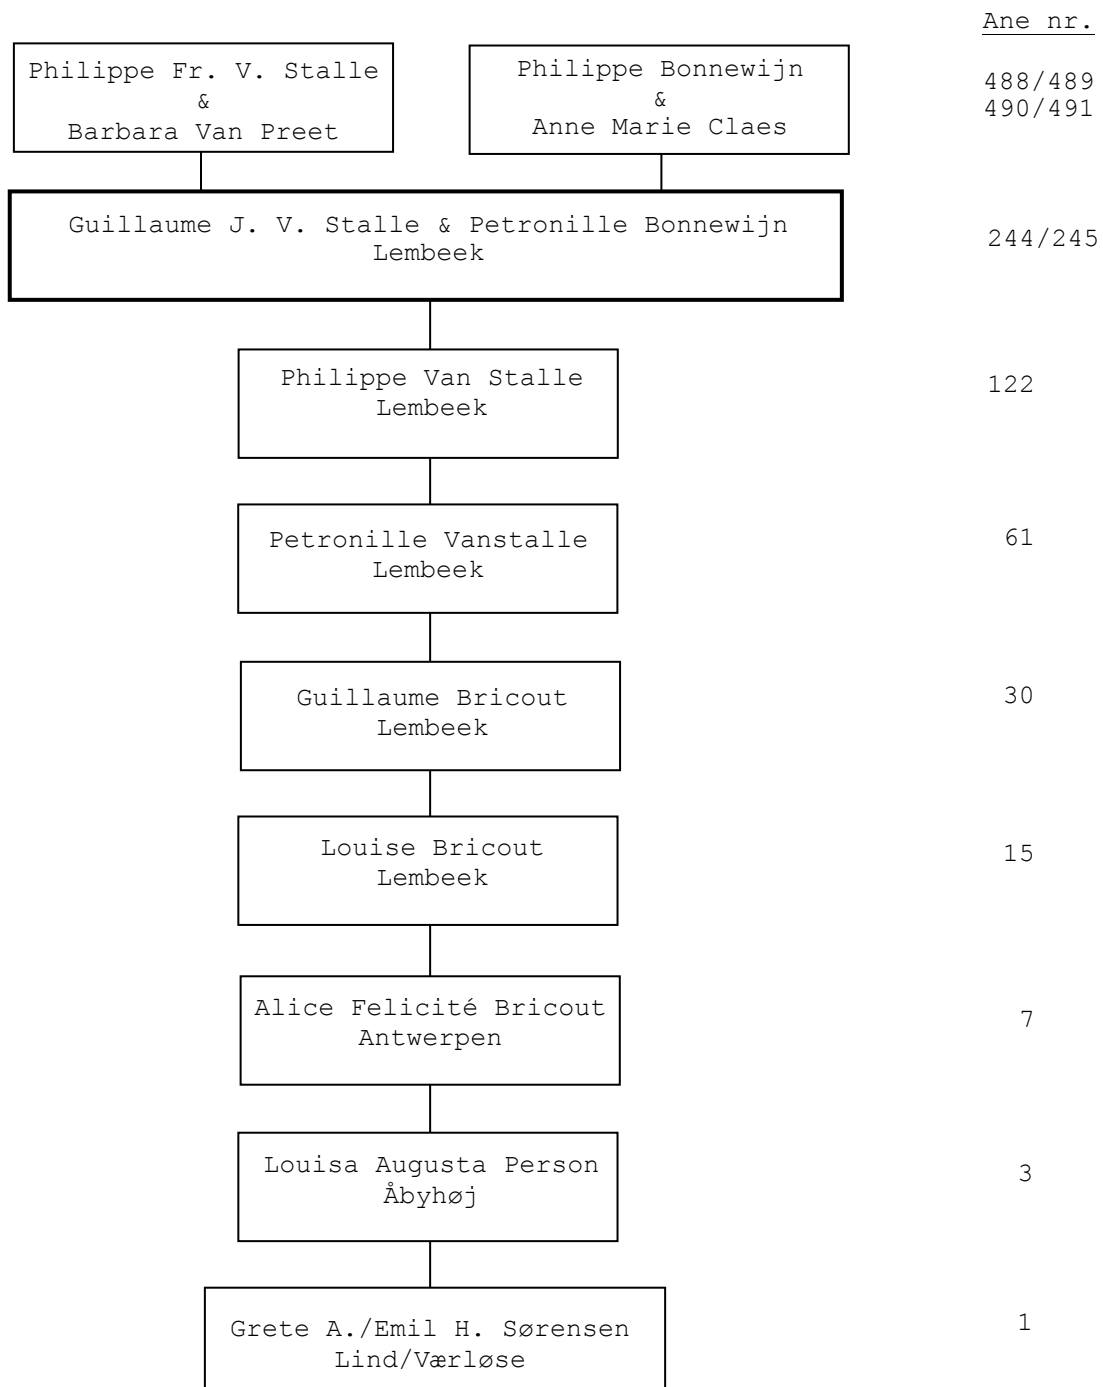 Ane nr.
Philippe Fr. V. Stalle
&
Barbara Van Preet
Philippe Bonnewijn
&
Anne Marie Claes
488/489
490/491
Guillaume J. V. Stalle & Petronille Bonnewijn
Lembeek
244/245
Philippe Van Stalle
Lembeek
122
Petronille Vanstalle
Lembeek
61
Guillaume Bricout
Lembeek
30
Louise Bricout
Lembeek
15
Alice Felicité Bricout
Antwerpen
7
Louisa Augusta Person
Åbyhøj
3
Grete A./Emil H. Sørensen
Lind/Værløse
1